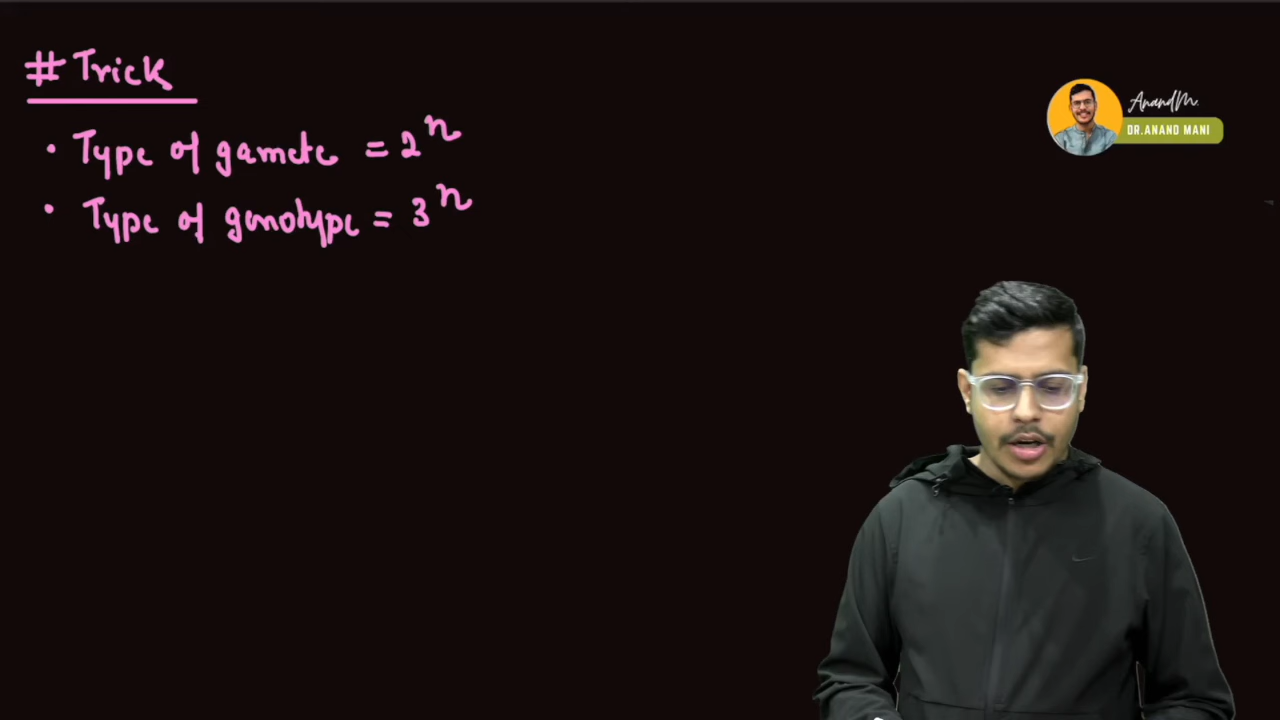 # Trick
• Type of gamete = 2ⁿ
• Type of genotype = 3ⁿ
AnandM.
DR.ANAND MANI